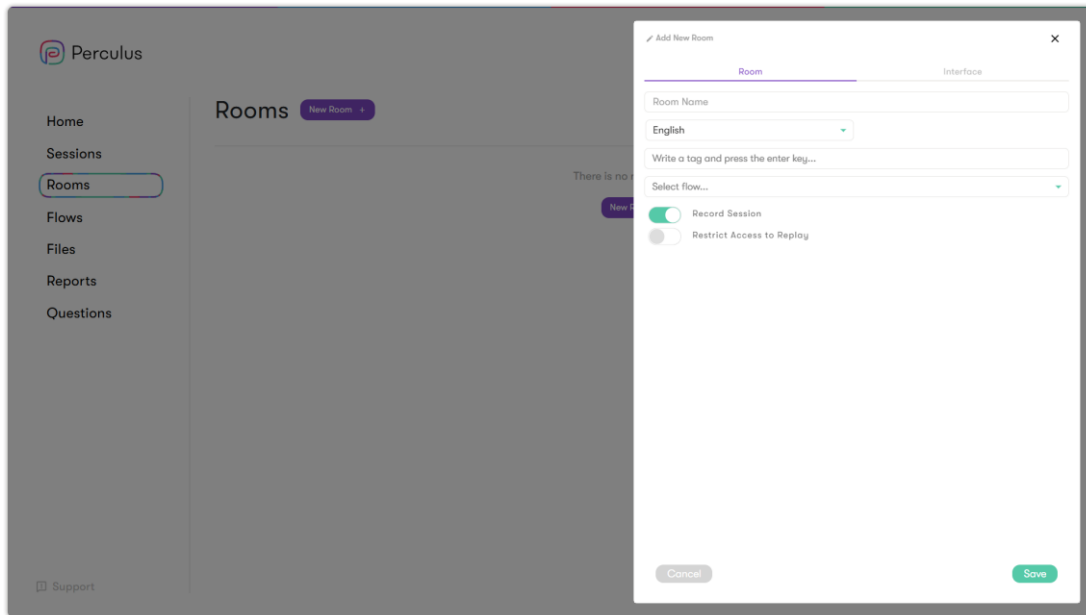 Perculus
Home
Sessions
Rooms
Flows
Files
Reports
Questions
Support
Rooms
New Room +
There is no
New
Add New Room
Room Interface
Room Name
English
Write a tag and press the enter key...
Select flow...
Record Session
Restrict Access to Replay
Cancel Save